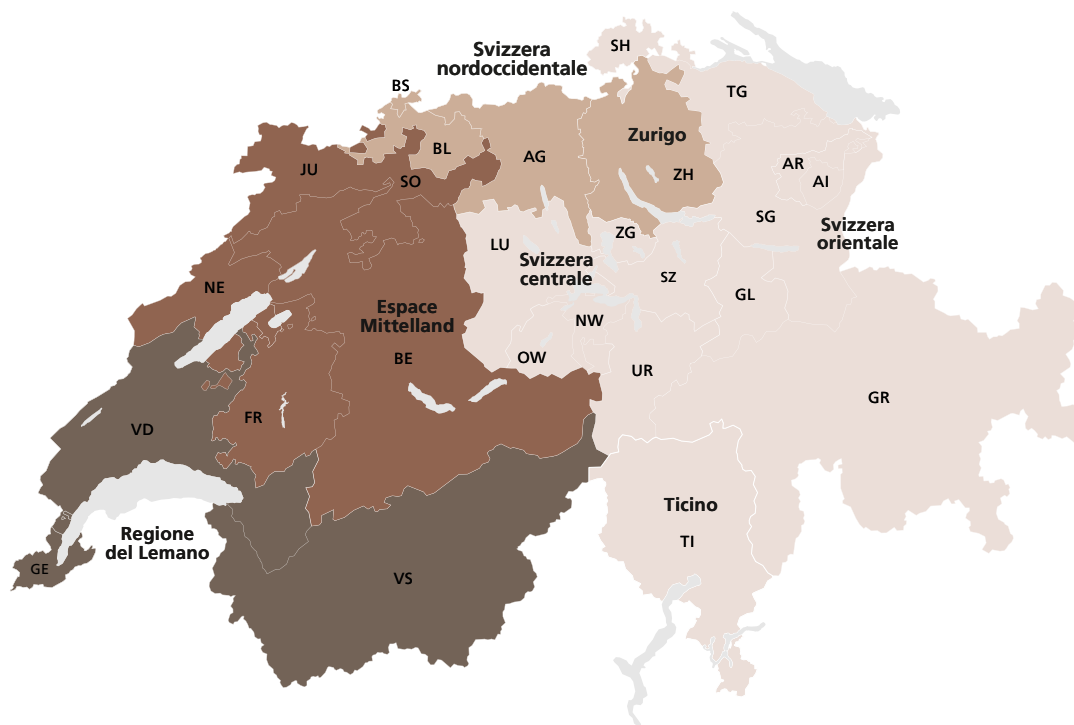 SH
Svizzera
nordoccidentale
BS
TG
Zurigo
BL
AG
AR
JU
ZH
SO
AI
SG
Svizzera
orientale
ZG
LU
Svizzera
centrale
SZ
NE
GL
Espace
Mittelland
NW
BE
OW
UR
GR
FR
VD
Ticino
Regione
del Lemano
TI
GE
VS